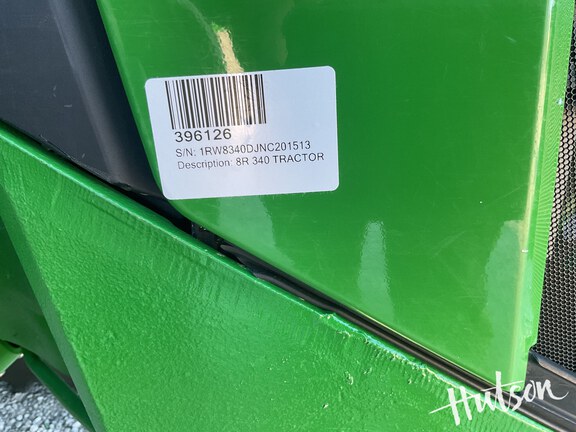 396126
S/N: 1RW8340DJNC201513
Description: 8R 340 TRACTOR
Hutson